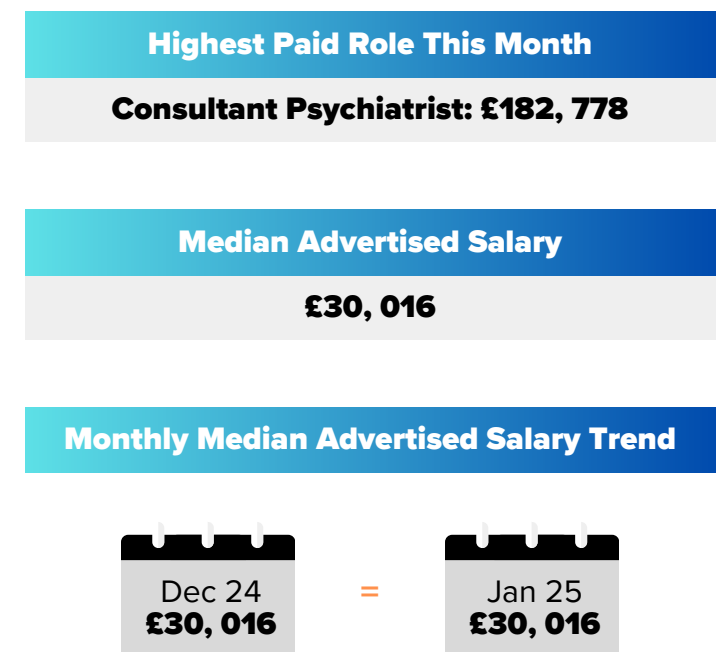 Highest Paid Role This Month
Consultant Psychiatrist: £182, 778
Median Advertised Salary
£30, 016
Monthly Median Advertised Salary Trend
Dec 24 = Jan 25
£30, 016 £30, 016